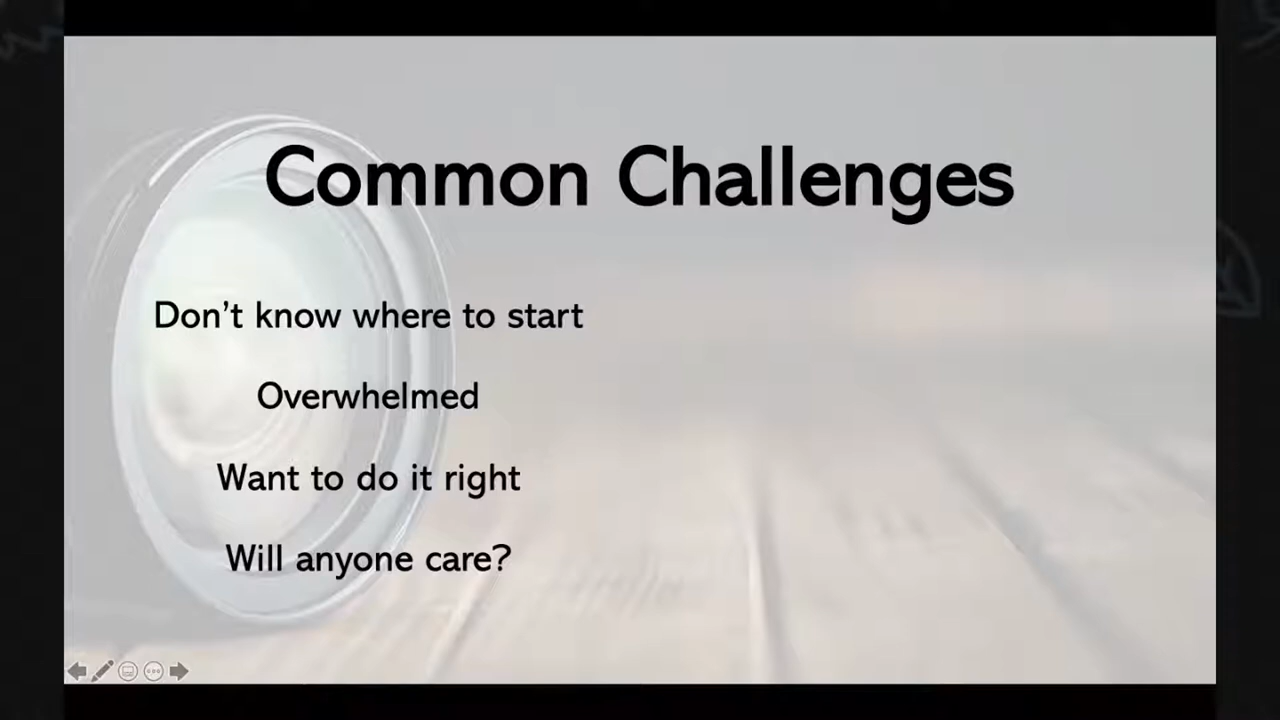 Common Challenges
Don't know where to start
Overwhelmed
Want to do it right
Will anyone care?